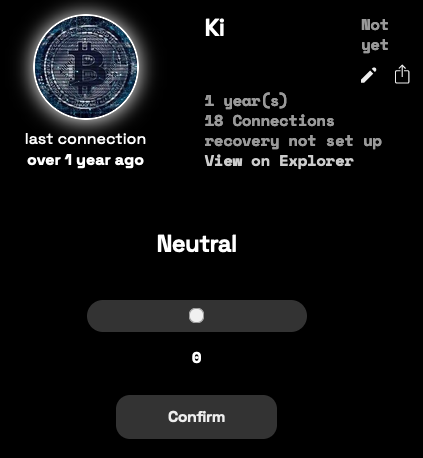 Ki
Not
yet
last connection
over 1 year ago
1 year(s)
18 Connections
recovery not set up
View on Explorer
Neutral
0
Confirm